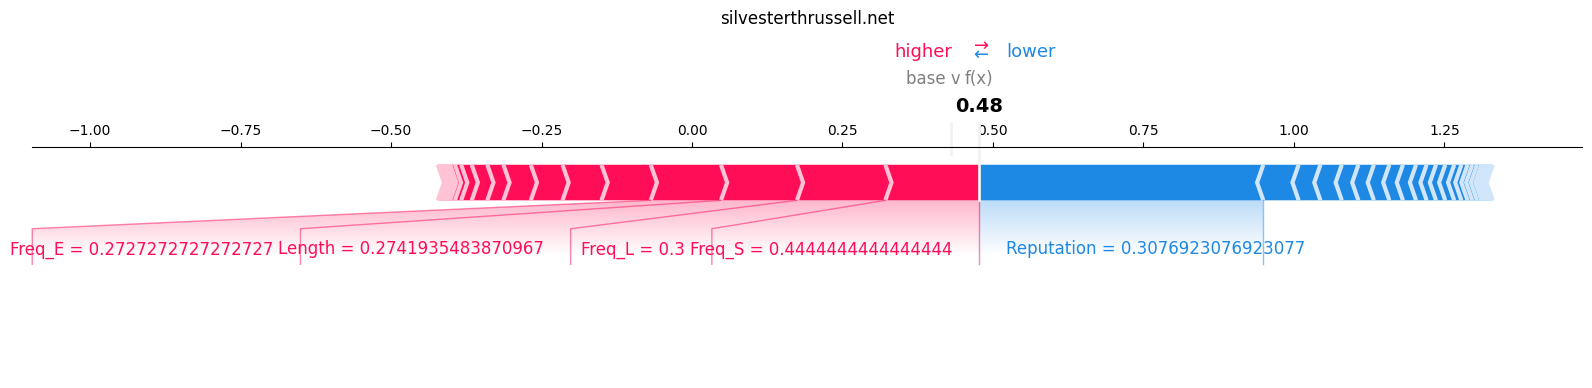 silvesterthrussell.net
higher ⇄ lower
base v f(x)
0.48
−1.00 −0.75 −0.50 −0.25 0.00 0.25 0.50 0.75 1.00 1.25
Freq_E = 0.2727272727272727 Length = 0.2741935483870967 Freq_L = 0.3 Freq_S = 0.4444444444444444 Reputation = 0.3076923076923077